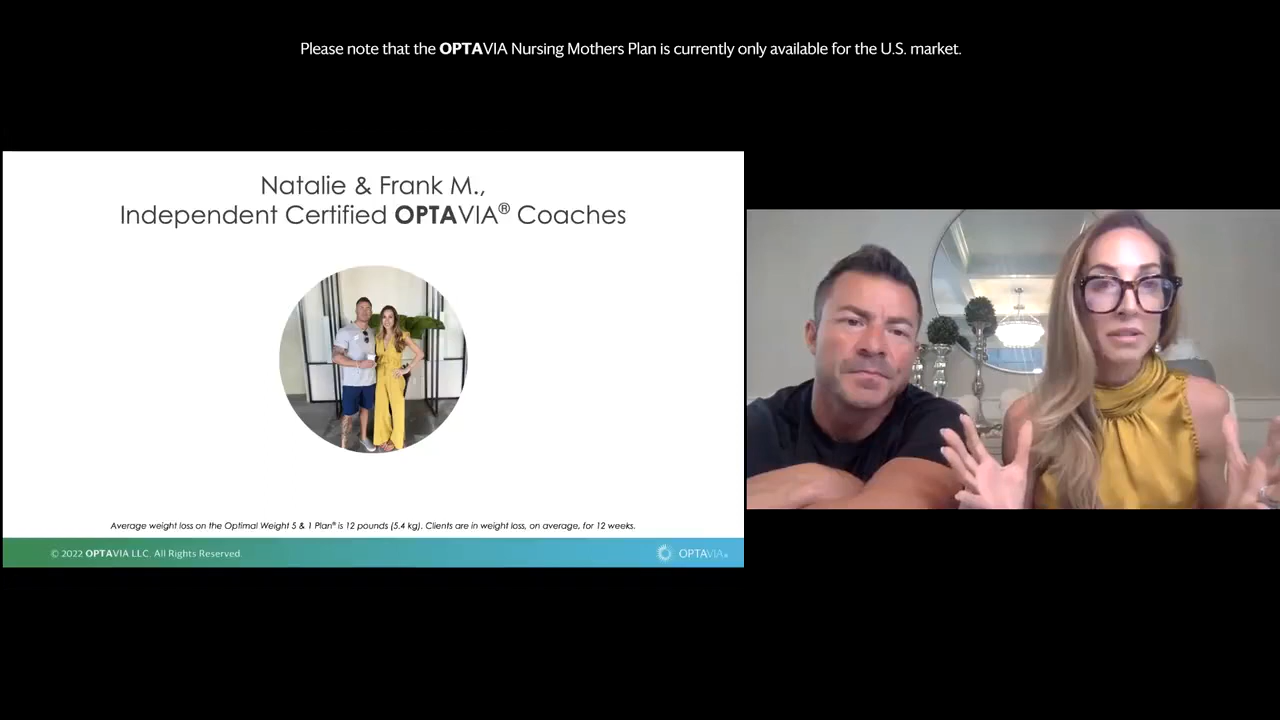 Please note that the OPTAVIA Nursing Mothers Plan is currently only available for the U.S. market.
Natalie & Frank M.,
Independent Certified OPTAVIA® Coaches
Average weight loss on the Optimal Weight 5 & 1 Plan® is 12 pounds (5.4 kg). Clients are in weight loss, on average, for 12 weeks.
© 2022 OPTAVIA LLC. All Rights Reserved.
OPTAVIA®